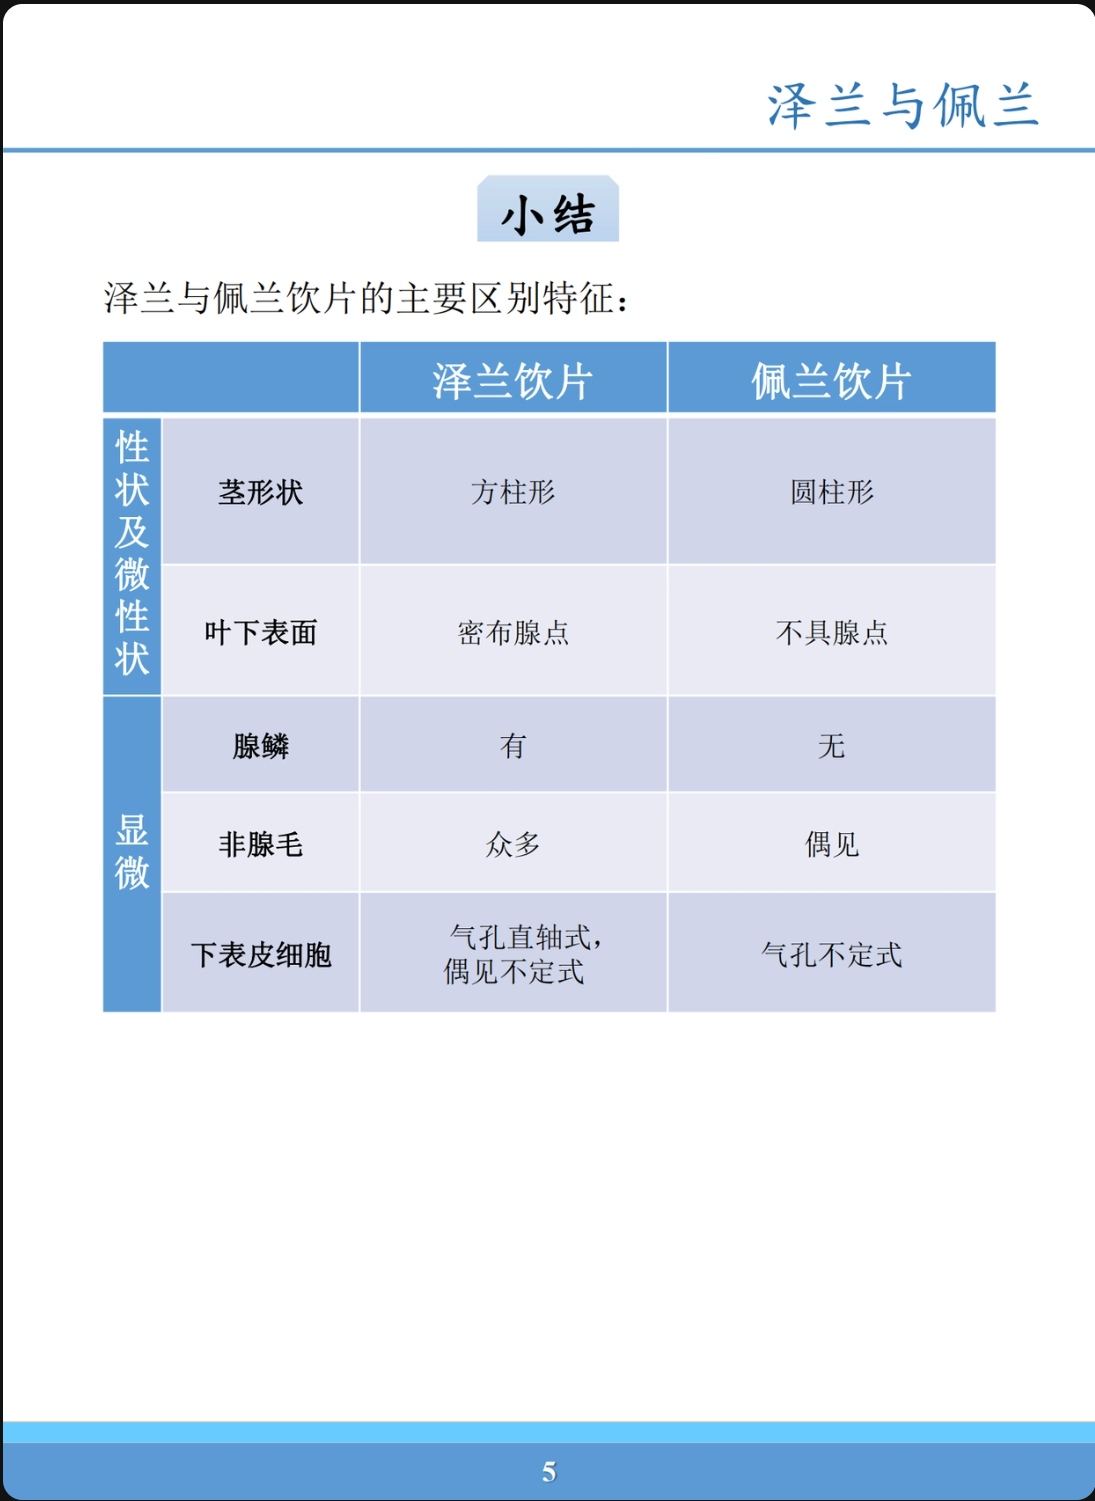 泽兰与佩兰
小结
泽兰与佩兰饮片的主要区别特征：
泽兰饮片 佩兰饮片
性状及微性状
茎形状 方柱形 圆柱形
叶下表面 密布腺点 不具腺点
显微
腺鳞 有 无
非腺毛 众多 偶见
下表皮细胞 气孔直轴式， 气孔不定式
偶见不定式
5